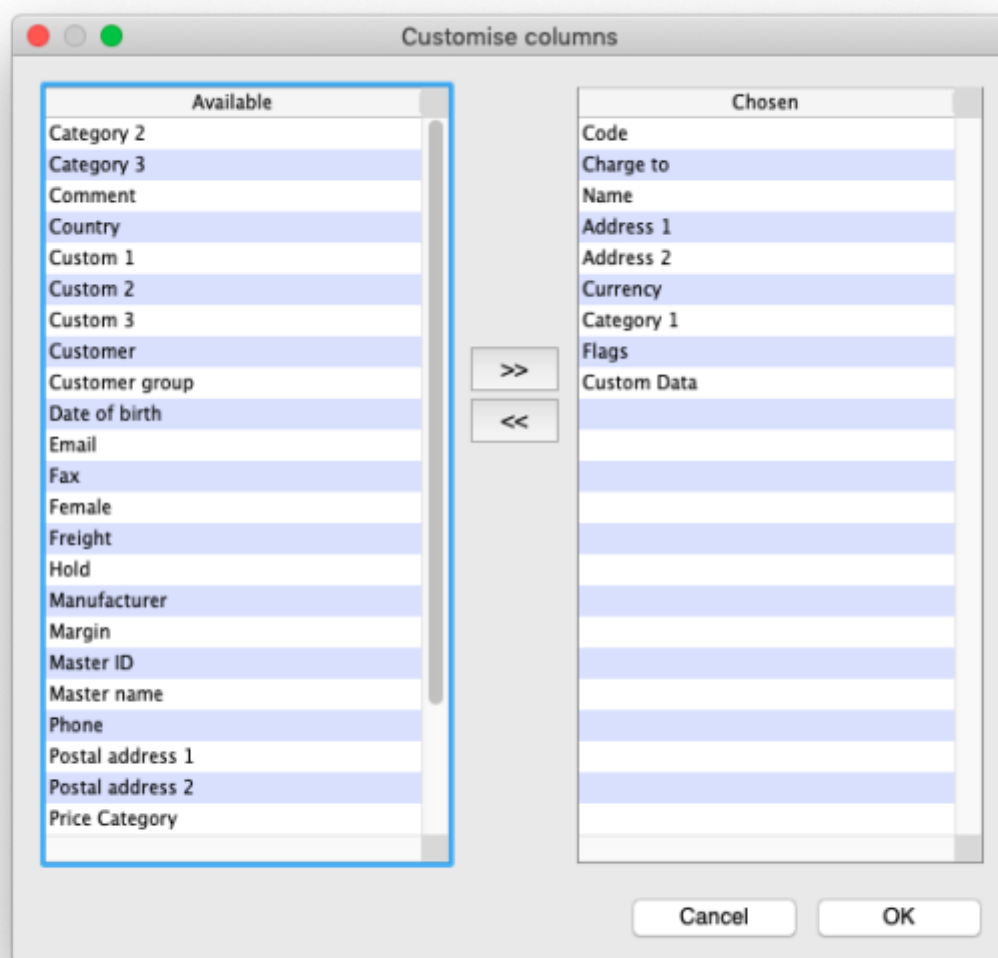 Customise columns
Available
Category 2
Category 3
Comment
Country
Custom 1
Custom 2
Custom 3
Customer
Customer group
Date of birth
Email
Fax
Female
Freight
Hold
Manufacturer
Margin
Master ID
Master name
Phone
Postal address 1
Postal address 2
Price Category
>>
<<
Chosen
Code
Charge to
Name
Address 1
Address 2
Currency
Category 1
Flags
Custom Data
Cancel
OK